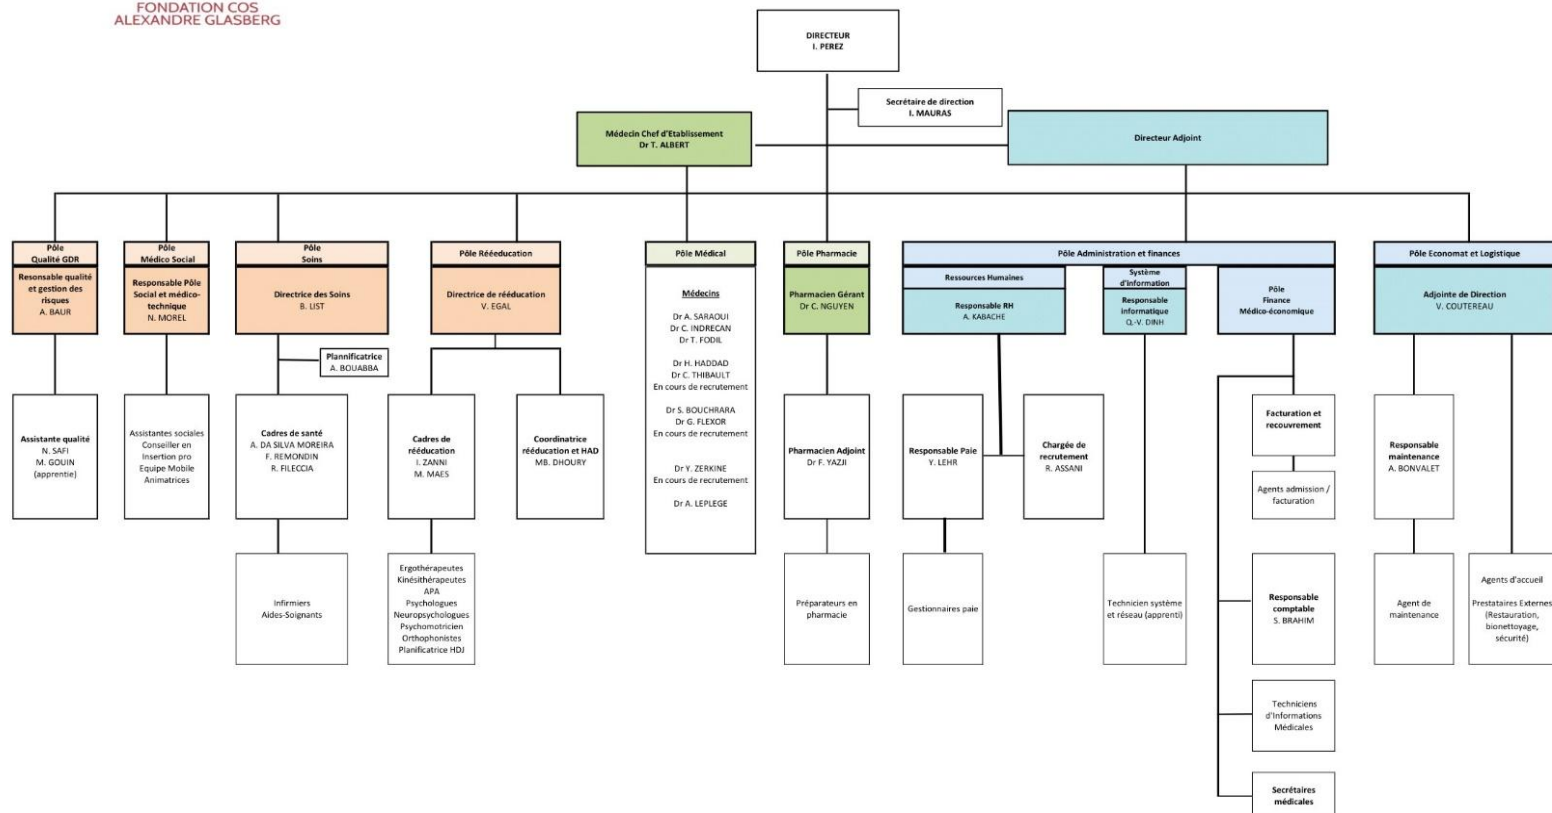 FONDATION COS
ALEXANDRE GLASBERG
DIRECTEUR
I. PEREZ
Secrétaire de direction
I. MAURAS
Médecin Chef d'Etablissement
Dr T. ALBERT
Directeur Adjoint
Pôle
Qualité GDR
Resonsable qualité
et gestion des
risques
A. BAUR
Pôle
Médico Social
Responsable Pôle
Social et médico-
technique
N. MOREL
Pôle
Soins
Directrice des Soins
B. LIST
Pôle Rééducation
Directrice de rééducation
V. EGAL
Pôle Médical
Médecins
Dr A. SARAOUI
Dr C. INDRECAN
Dr T. FODIL
Dr H. HADDAD
Dr C. THIBAULT
En cours de recrutement
Dr S. BOUCHRARA
Dr G. FLEXOR
En cours de recrutement
Dr Y. ZERKINE
En cours de recrutement
Dr A. LEPLEGE
Pôle Pharmacie
Pharmacien Gérant
Dr C. NGUYEN
Pôle Administration et finances
Ressources Humaines
Responsable RH
A. KABACHE
Système
d'information
Responsable
informatique
Q.-V. DINH
Pôle
Finance
Médico-économique
Pôle Economat et Logistique
Adjointe de Direction
V. COUTEREAU
Plannificatrice
A. BOUABBA
Assistante qualité
N. SAFI
M. GOUIN
(apprentie)
Assistantes sociales
Conseiller en
Insertion pro
Equipe Mobile
Animatrices
Cadres de santé
A. DA SILVA MOREIRA
F. REMONDIN
R. FILECCIA
Cadres de
rééducation
I. ZANNI
M. MAES
Coordinatrice
rééducation et HAD
MB. DHOURY
Pharmacien Adjoint
Dr F. YAZJI
Responsable Paie
Y. LEHR
Chargée de
recrutement
R. ASSANI
Facturation et
recouvrement
Agents admission /
facturation
Responsable
maintenance
A. BONVALET
Infirmiers
Aides-Soignants
Ergothérapeutes
Kinésithérapeutes
APA
Psychologues
Neuropsychologues
Psychomotricien
Orthophonistes
Planificatrice HDJ
Préparateurs en
pharmacie
Gestionnaires paie
Technicien système
et réseau (apprenti)
Responsable
comptable
S. BRAHIM
Agent de
maintenance
Agents d'accueil
Prestataires Externes
(Restauration,
bionettoyage,
sécurité)
Techniciens
d'Informations
Médicales
Secrétaires
médicales